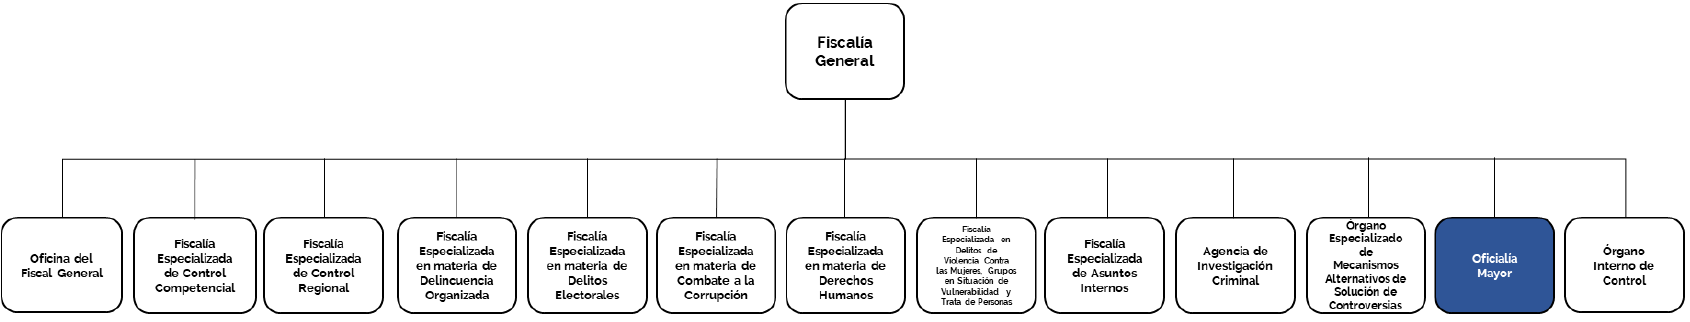 Fiscalía
General
Oficina del
Fiscal General
Fiscalía
Especializada
de Control
Competencial
Fiscalía
Especializada
de Control
Regional
Fiscalía
Especializada
en materia de
Delincuencia
Organizada
Fiscalía
Especializada
en materia de
Delitos
Electorales
Fiscalía
Especializada
en materia de
Combate a la
Corrupción
Fiscalía
Especializada
en materia de
Derechos
Humanos
Fiscalía
Especializada en
Delitos de
Violencia Contra
las Mujeres, Grupos
en Situación de
Vulnerabilidad y
Trata de Personas
Fiscalía
Especializada
de Asuntos
Internos
Agencia de
Investigación
Criminal
Órgano
Especializado
de
Mecanismos
Alternativos de
Solución de
Controversias
Oficialía
Mayor
Órgano
Interno de
Control